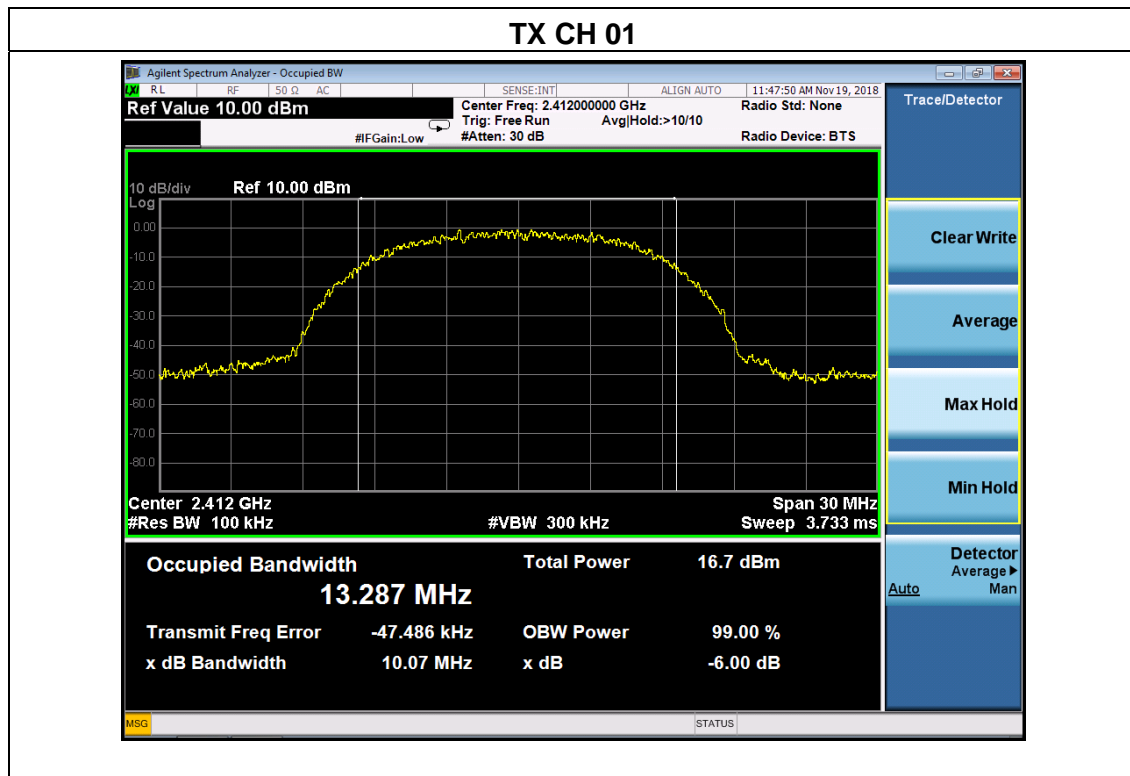 TX CH 01
Agilent Spectrum Analyzer - Occupied BW
LXI RL RF 50 Ω AC SENSE:INT ALIGN AUTO 11:47:50 AM Nov 19, 2018
Ref Value 10.00 dBm
Center Freq: 2.412000000 GHz
Radio Std: None
Trig: Free Run
Avg|Hold:>10/10
#IFGain:Low
#Atten: 30 dB
Radio Device: BTS
10 dB/div
Ref 10.00 dBm
Log
0.00
-10.0
-20.0
-30.0
-40.0
-50.0
-60.0
-70.0
-80.0
Center 2.412 GHz
Span 30 MHz
#Res BW 100 kHz
#VBW 300 kHz
Sweep 3.733 ms
Occupied Bandwidth
Total Power
16.7 dBm
13.287 MHz
Transmit Freq Error
-47.486 kHz
OBW Power
99.00 %
x dB Bandwidth
10.07 MHz
x dB
-6.00 dB
MSG
STATUS
Trace/Detector
Clear Write
Average
Max Hold
Min Hold
Detector
Average
Auto
Man